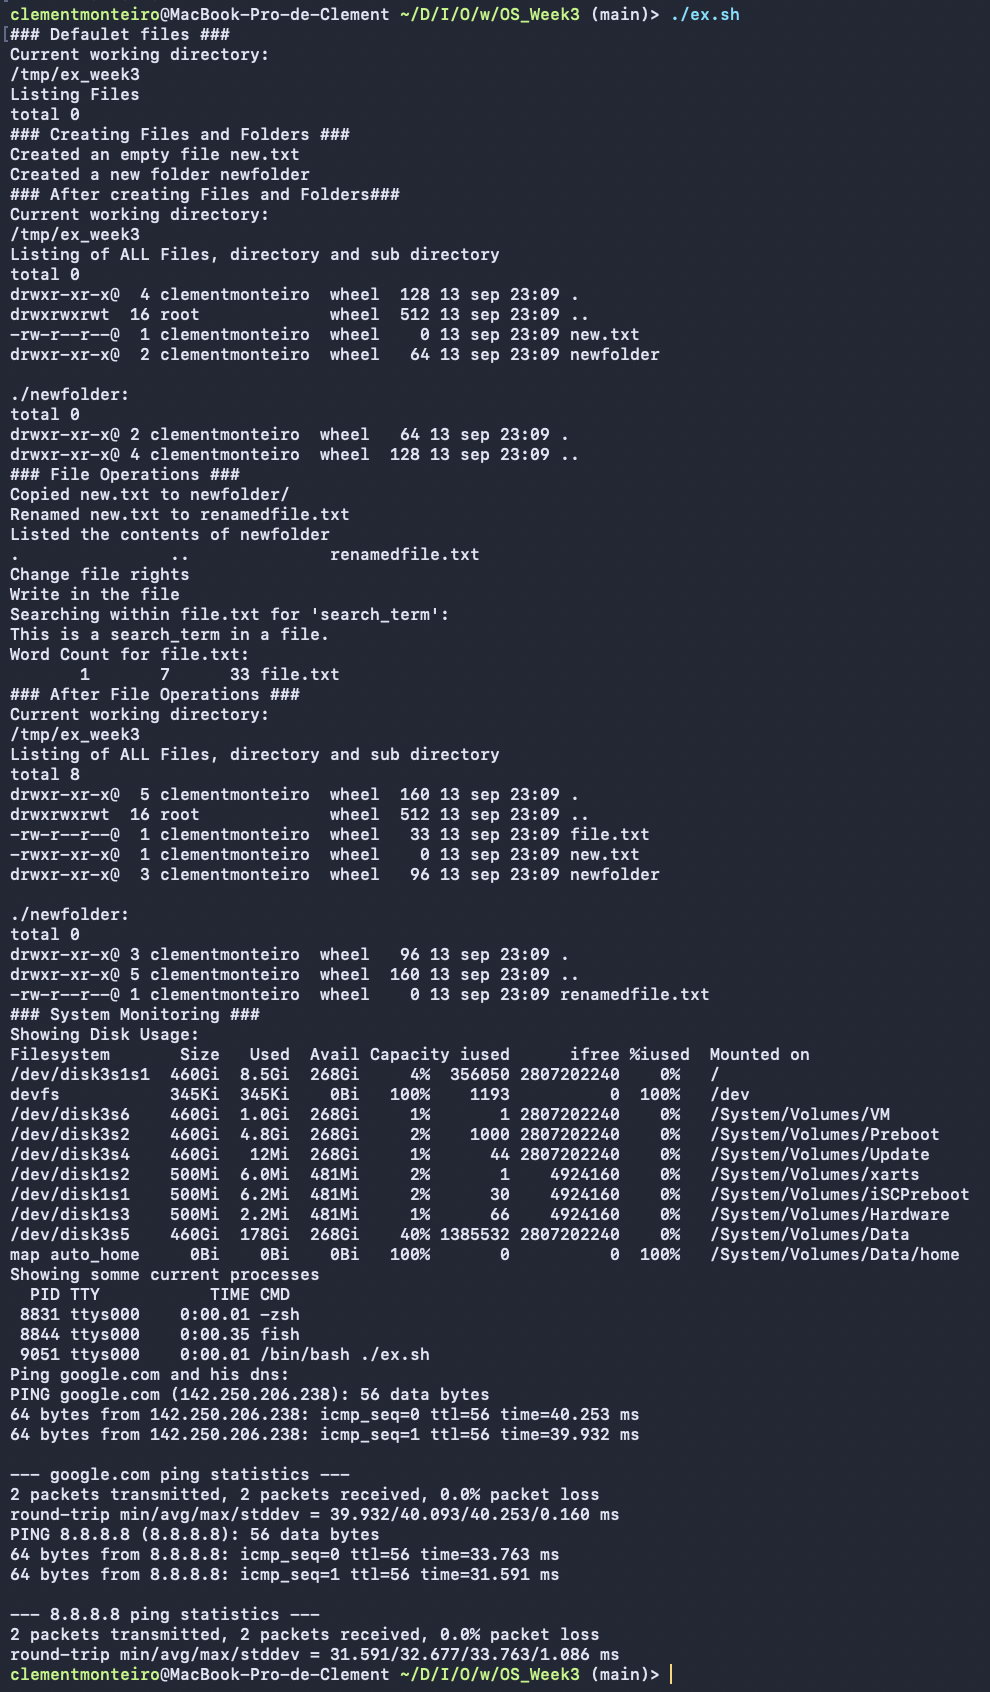 clementmonteiro@MacBook-Pro-de-Clement ~/D/I/O/w/OS_Week3 (main)> ./ex.sh
[### Defaulet files ###
Current working directory:
/tmp/ex_week3
Listing Files
total 0
### Creating Files and Folders ###
Created an empty file new.txt
Created a new folder newfolder
### After creating Files and Folders###
Current working directory:
/tmp/ex_week3
Listing of ALL Files, directory and sub directory
total 0
drwxr-xr-x@  4 clementmonteiro  wheel  128 13 sep 23:09 .
drwxrwxrwt  16 root             wheel  512 13 sep 23:09 ..
-rw-r--r--@  1 clementmonteiro  wheel    0 13 sep 23:09 new.txt
drwxr-xr-x@  2 clementmonteiro  wheel   64 13 sep 23:09 newfolder

./newfolder:
total 0
drwxr-xr-x@ 2 clementmonteiro  wheel   64 13 sep 23:09 .
drwxr-xr-x@ 4 clementmonteiro  wheel  128 13 sep 23:09 ..
### File Operations ###
Copied new.txt to newfolder/
Renamed new.txt to renamedfile.txt
Listed the contents of newfolder
.               ..              renamedfile.txt
Change file rights
Write in the file
Searching within file.txt for 'search_term':
This is a search_term in a file.
Word Count for file.txt:
       1       7      33 file.txt
### After File Operations ###
Current working directory:
/tmp/ex_week3
Listing of ALL Files, directory and sub directory
total 8
drwxr-xr-x@  5 clementmonteiro  wheel  160 13 sep 23:09 .
drwxrwxrwt  16 root             wheel  512 13 sep 23:09 ..
-rw-r--r--@  1 clementmonteiro  wheel   33 13 sep 23:09 file.txt
-rwxr-xr-x@  1 clementmonteiro  wheel    0 13 sep 23:09 new.txt
drwxr-xr-x@  3 clementmonteiro  wheel   96 13 sep 23:09 newfolder

./newfolder:
total 0
drwxr-xr-x@ 3 clementmonteiro  wheel   96 13 sep 23:09 .
drwxr-xr-x@ 5 clementmonteiro  wheel  160 13 sep 23:09 ..
-rw-r--r--@ 1 clementmonteiro  wheel    0 13 sep 23:09 renamedfile.txt
### System Monitoring ###
Showing Disk Usage:
Filesystem       Size   Used  Avail Capacity iused      ifree %iused  Mounted on
/dev/disk3s1s1  460Gi  8.5Gi  268Gi     4%  356050 2807202240    0%   /
devfs           345Ki  345Ki    0Bi   100%    1193          0  100%   /dev
/dev/disk3s6    460Gi  1.0Gi  268Gi     1%       1 2807202240    0%   /System/Volumes/VM
/dev/disk3s2    460Gi  4.8Gi  268Gi     2%    1000 2807202240    0%   /System/Volumes/Preboot
/dev/disk3s4    460Gi   12Mi  268Gi     1%      44 2807202240    0%   /System/Volumes/Update
/dev/disk1s2    500Mi  6.0Mi  481Mi     2%       1    4924160    0%   /System/Volumes/xarts
/dev/disk1s1    500Mi  6.2Mi  481Mi     2%      30    4924160    0%   /System/Volumes/iSCPreboot
/dev/disk1s3    500Mi  2.2Mi  481Mi     1%      66    4924160    0%   /System/Volumes/Hardware
/dev/disk3s5    460Gi  178Gi  268Gi    40% 1385532 2807202240    0%   /System/Volumes/Data
map auto_home     0Bi    0Bi    0Bi   100%       0          0  100%   /System/Volumes/Data/home
Showing somme current processes
  PID TTY           TIME CMD
 8831 ttys000    0:00.01 -zsh
 8844 ttys000    0:00.35 fish
 9051 ttys000    0:00.01 /bin/bash ./ex.sh
Ping google.com and his dns:
PING google.com (142.250.206.238): 56 data bytes
64 bytes from 142.250.206.238: icmp_seq=0 ttl=56 time=40.253 ms
64 bytes from 142.250.206.238: icmp_seq=1 ttl=56 time=39.932 ms

--- google.com ping statistics ---
2 packets transmitted, 2 packets received, 0.0% packet loss
round-trip min/avg/max/stddev = 39.932/40.093/40.253/0.160 ms
PING 8.8.8.8 (8.8.8.8): 56 data bytes
64 bytes from 8.8.8.8: icmp_seq=0 ttl=56 time=33.763 ms
64 bytes from 8.8.8.8: icmp_seq=1 ttl=56 time=31.591 ms

--- 8.8.8.8 ping statistics ---
2 packets transmitted, 2 packets received, 0.0% packet loss
round-trip min/avg/max/stddev = 31.591/32.677/33.763/1.086 ms
clementmonteiro@MacBook-Pro-de-Clement ~/D/I/O/w/OS_Week3 (main)>